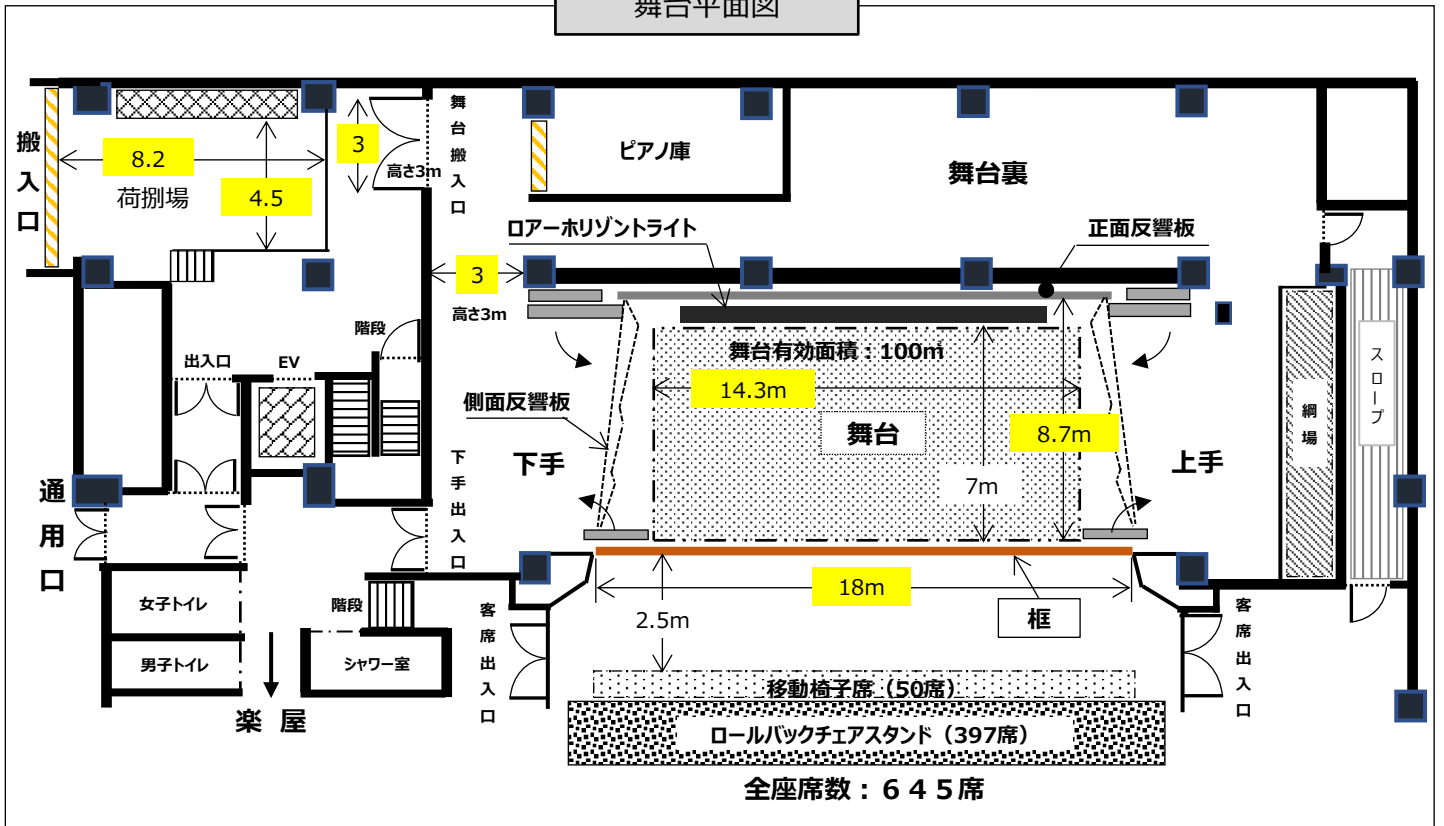 舞台平面図
搬入口
8.2
荷捌場
4.5
3
高さ3m
舞台搬入口
ピアノ庫
舞台裏
ロアーホリゾントライト
正面反響板
3
高さ3m
階段
出入口
EV
舞台有効面積：100㎡
14.3m
側面反響板
舞台
8.7m
7m
下手
上手
綱場
スロープ
下手出入口
通用口
18m
框
2.5m
女子トイレ
男子トイレ
階段
シャワー室
楽屋
客席出入口
客席出入口
移動椅子席（50席）
ロールバックチェアスタンド（397席）
全座席数：６４５席